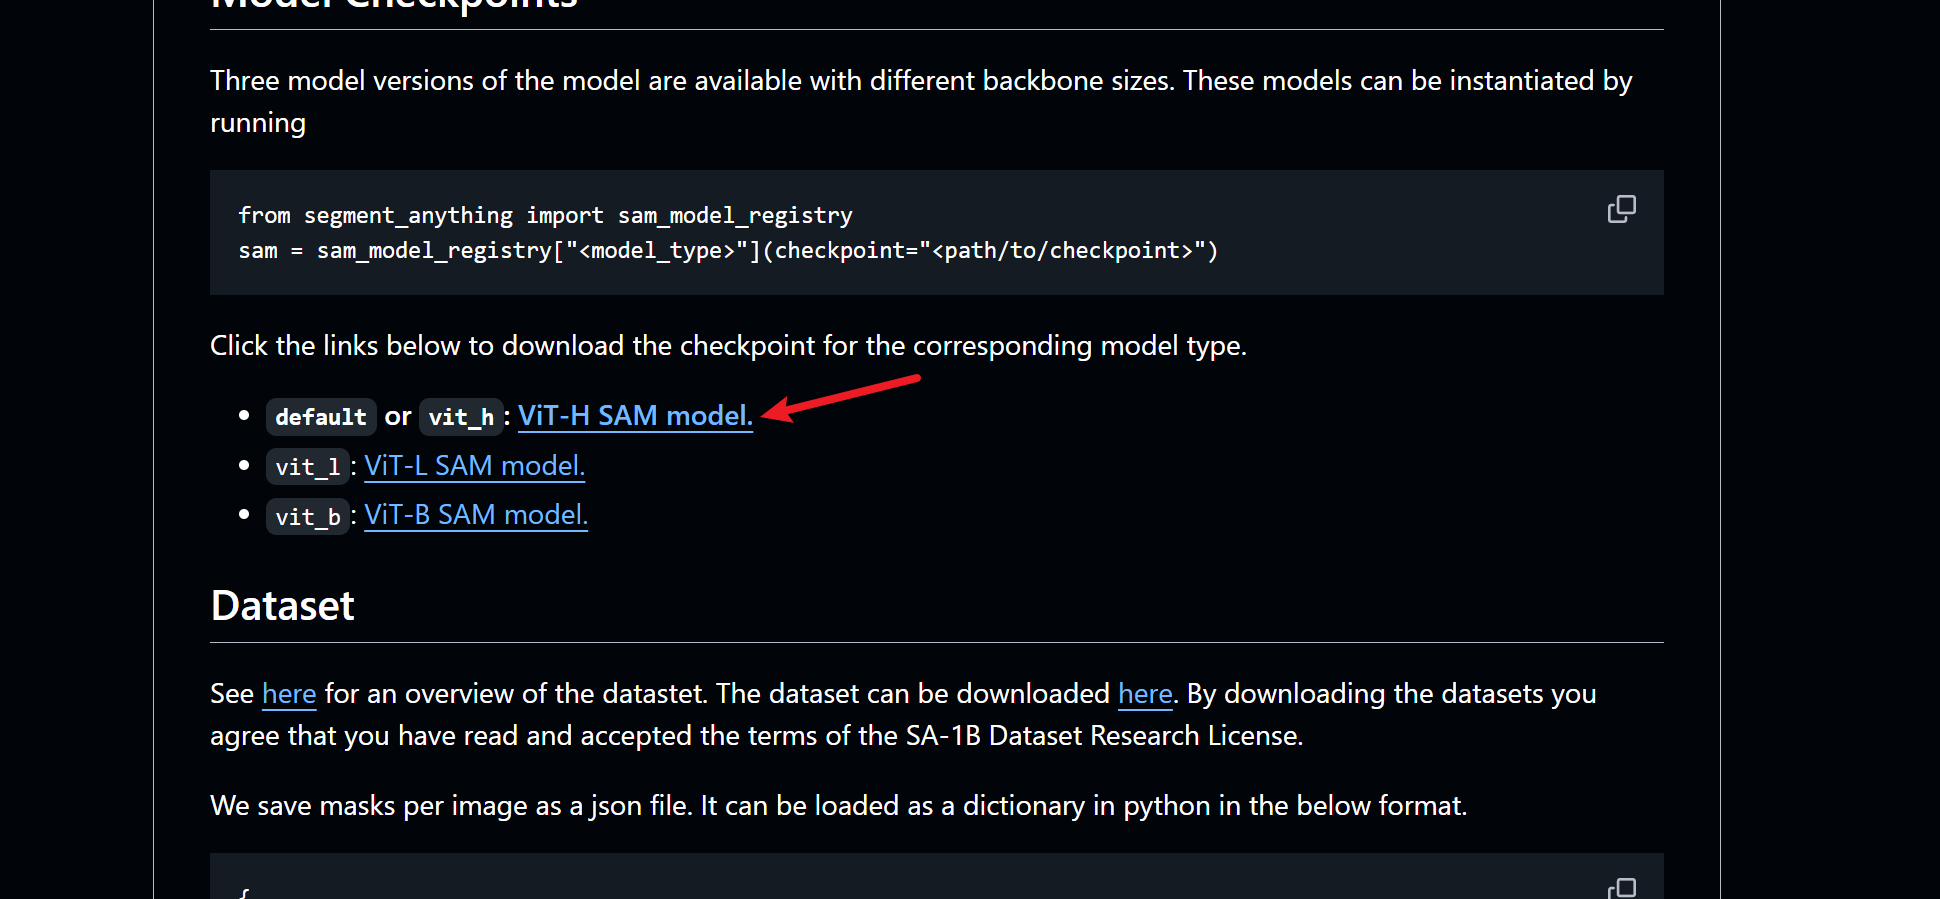 Model Checkpoints
Three model versions of the model are available with different backbone sizes. These models can be instantiated by
running
from segment_anything import sam_model_registry
sam = sam_model_registry["<model_type>"](checkpoint="<path/to/checkpoint>")
Click the links below to download the checkpoint for the corresponding model type.
• default or vit_h: ViT-H SAM model.
• vit_l: ViT-L SAM model.
• vit_b: ViT-B SAM model.
Dataset
See here for an overview of the datastet. The dataset can be downloaded here. By downloading the datasets you
agree that you have read and accepted the terms of the SA-1B Dataset Research License.
We save masks per image as a json file. It can be loaded as a dictionary in python in the below format.
{